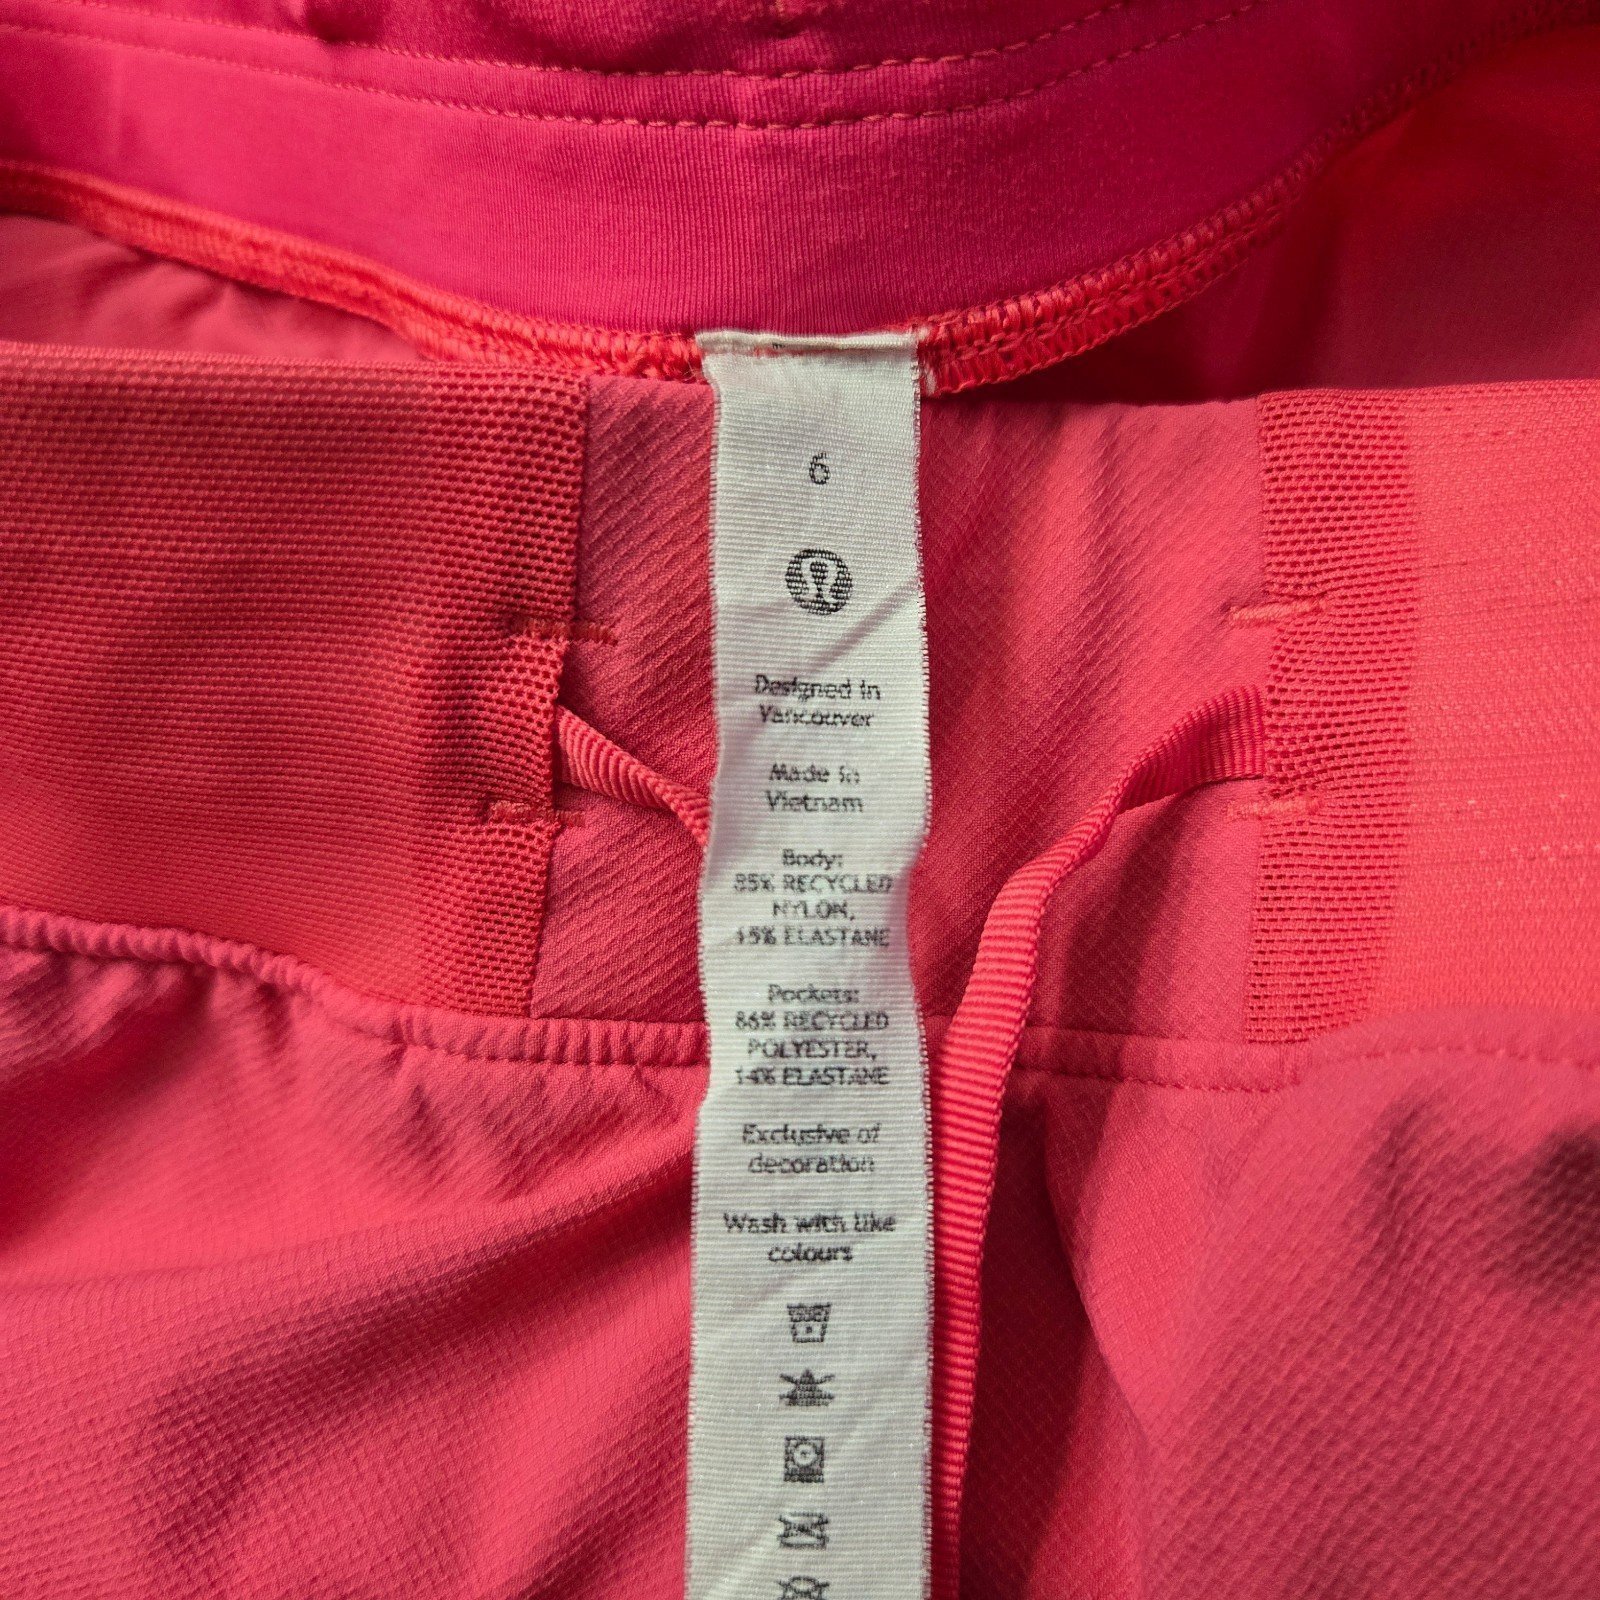 6
Designed in
Vancouver
Made in
Vietnam
Body:
85% RECYCLED
NYLON,
15% ELASTANE
Pockets:
86% RECYCLED
POLYESTER,
14% ELASTANE
Exclusive of
decoration
Wash with like
colours